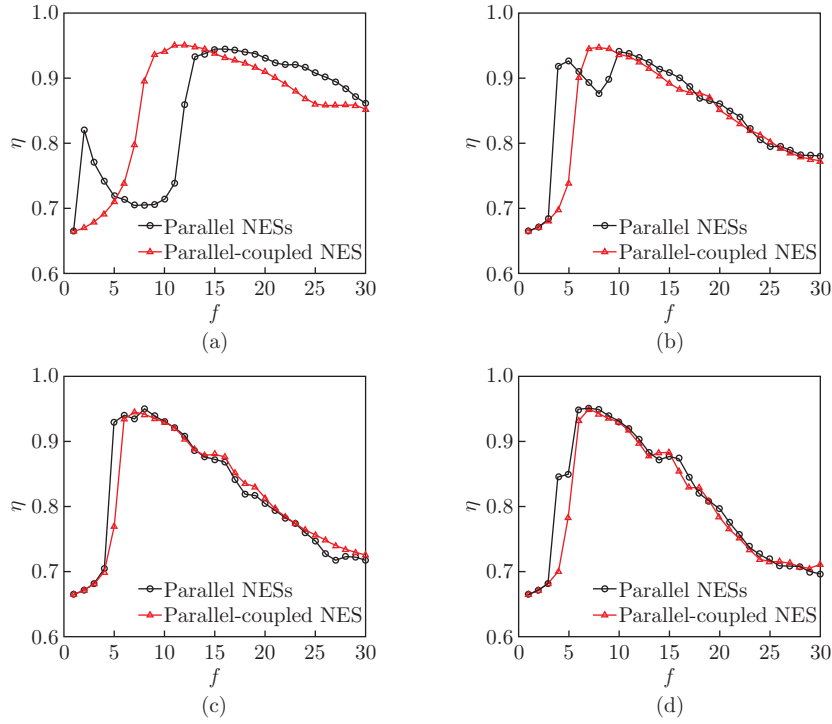 1.0
0.9
0.8
0.7
0.6
η
Parallel NESs
Parallel-coupled NES
0 5 10 15 20 25 30
f
(a)
1.0
0.9
0.8
0.7
0.6
η
Parallel NESs
Parallel-coupled NES
0 5 10 15 20 25 30
f
(b)
1.0
0.9
0.8
0.7
0.6
η
Parallel NESs
Parallel-coupled NES
0 5 10 15 20 25 30
f
(c)
1.0
0.9
0.8
0.7
0.6
η
Parallel NESs
Parallel-coupled NES
0 5 10 15 20 25 30
f
(d)